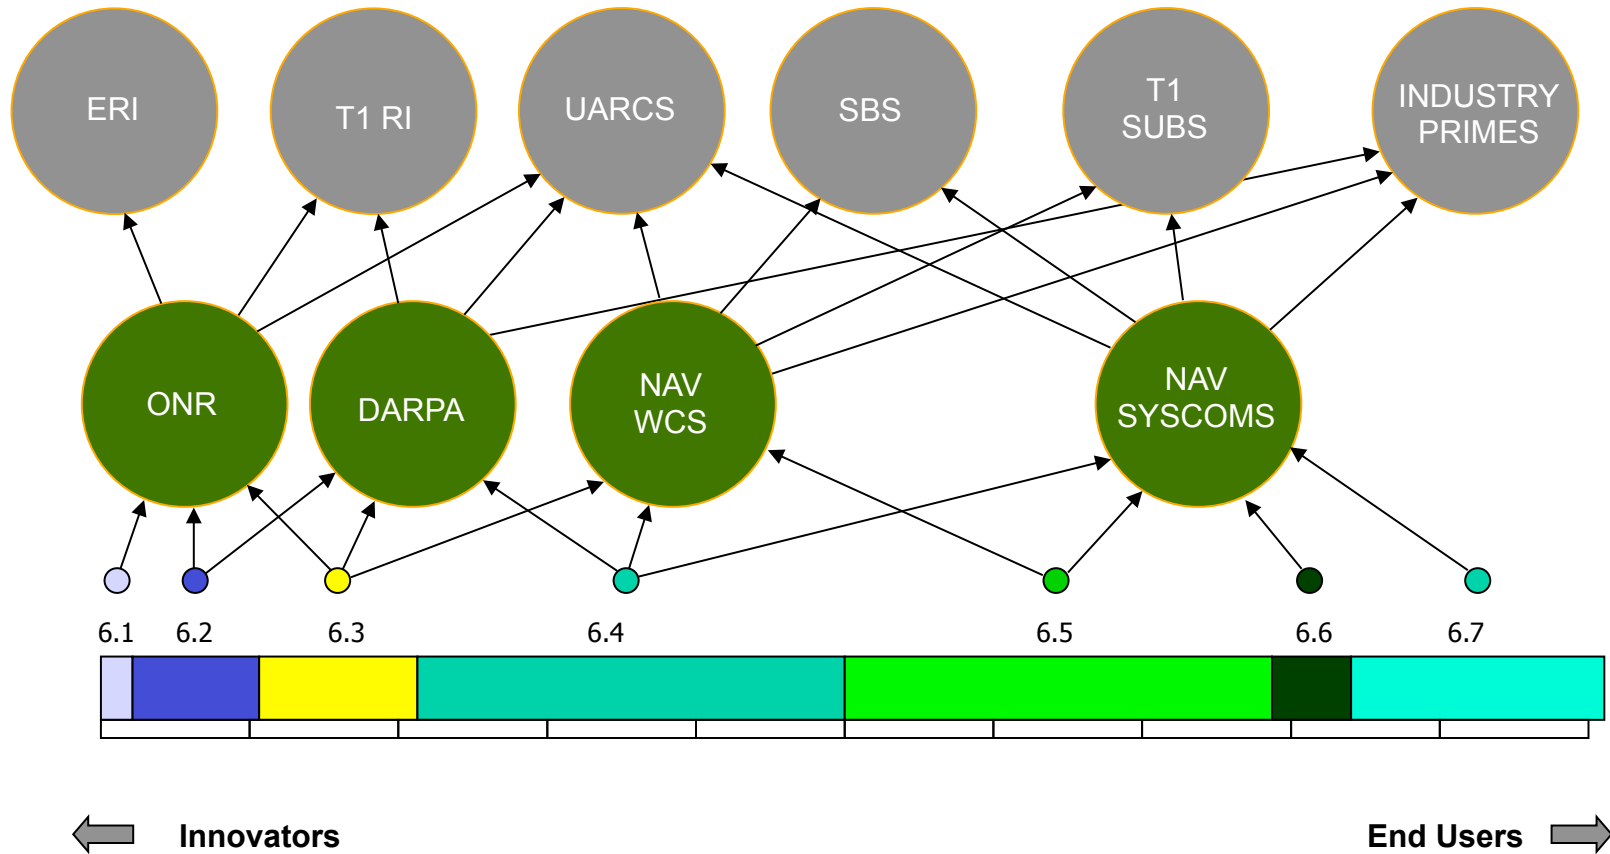 ERI
T1 RI
UARCS
SBS
T1
SUBS
INDUSTRY
PRIMES
ONR
DARPA
NAV
WCS
NAV
SYSCOMS
6.1
6.2
6.3
6.4
6.5
6.6
6.7
Innovators
End Users